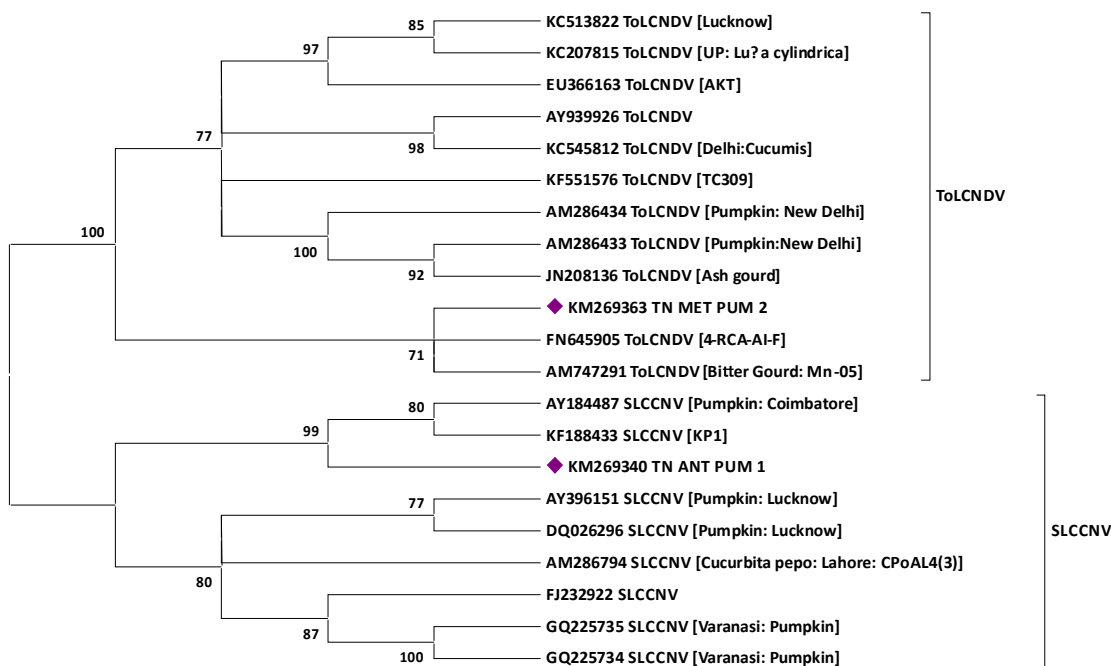 KC513822 ToLCNDV [Lucknow]
85
KC207815 ToLCNDV [UP: Lu?a cylindrica]
97
EU366163 ToLCNDV [AKT]
AY939926 ToLCNDV
77
98
KC545812 ToLCNDV [Delhi:Cucumis]
KF551576 ToLCNDV [TC309]
ToLCNDV
AM286434 ToLCNDV [Pumpkin: New Delhi]
100
AM286433 ToLCNDV [Pumpkin:New Delhi]
100
92
JN208136 ToLCNDV [Ash gourd]
KM269363 TN MET PUM 2
FN645905 ToLCNDV [4-RCA-AI-F]
71
AM747291 ToLCNDV [Bitter Gourd: Mn-05]
80
AY184487 SLCCNV [Pumpkin: Coimbatore]
99
KF188433 SLCCNV [KP1]
KM269340 TN ANT PUM 1
77
AY396151 SLCCNV [Pumpkin: Lucknow]
DQ026296 SLCCNV [Pumpkin: Lucknow]
SLCCNV
AM286794 SLCCNV [Cucurbita pepo: Lahore: CPoAL4(3)]
80
FJ232922 SLCCNV
87
GQ225735 SLCCNV [Varanasi: Pumpkin]
100
GQ225734 SLCCNV [Varanasi: Pumpkin]